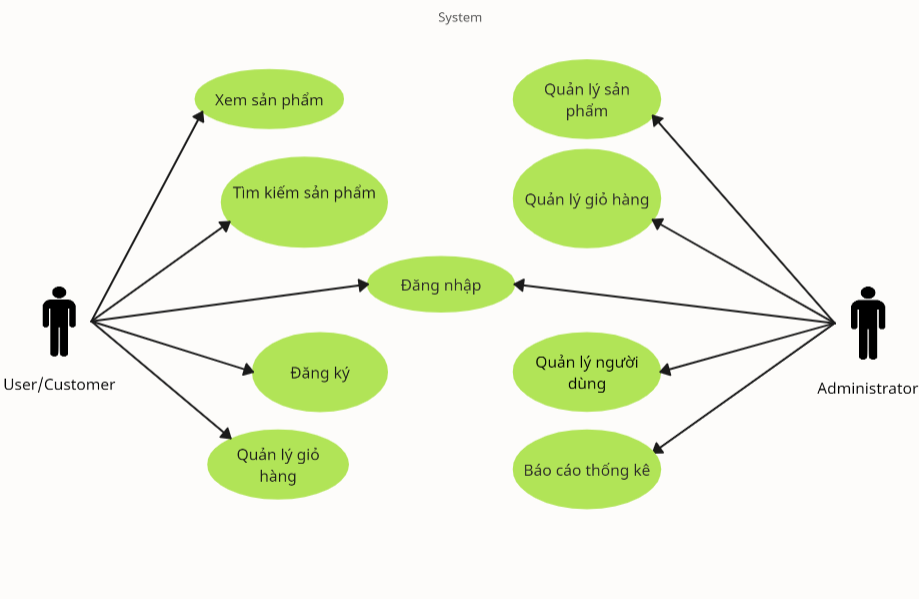 System
Xem sản phẩm
Quản lý sản
phẩm
Tìm kiếm sản phẩm
Quản lý giỏ hàng
Đăng nhập
User/Customer
Administrator
Đăng ký
Quản lý người
dùng
Quản lý giỏ
hàng
Báo cáo thống kê